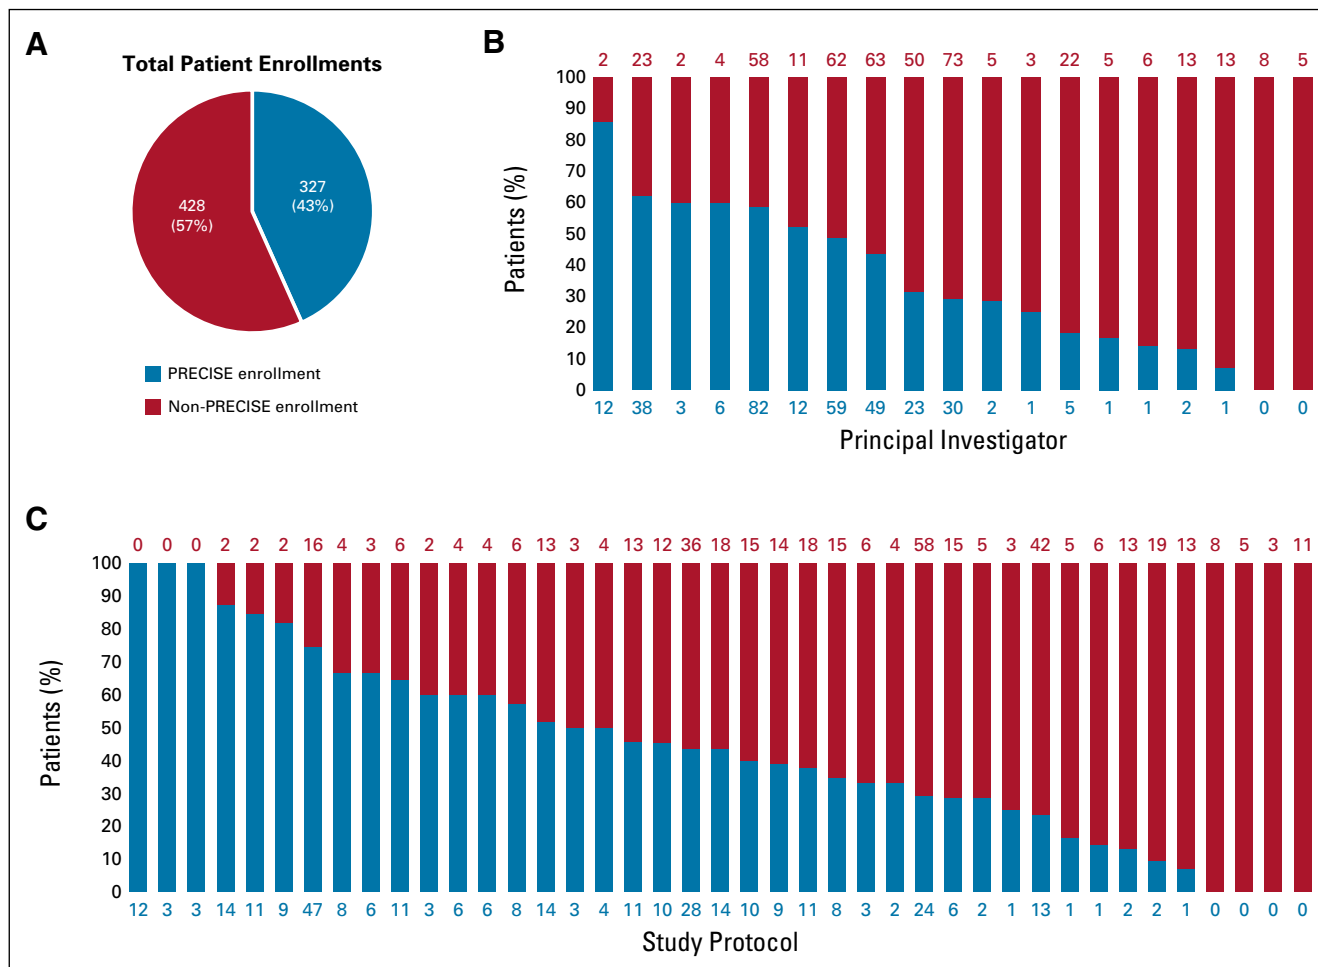 A
Total Patient Enrollments
428
(57%)
327
(43%)
PRECISE enrollment
Non-PRECISE enrollment
B
2 23 2 4 58 11 62 63 50 73 5 3 22 5 6 13 13 8 5
100
90
80
70
60
50
40
30
20
10
0
Patients (%)
12 38 3 6 82 12 59 49 23 30 2 1 5 1 1 2 1 0 0
Principal Investigator
C
0 0 0 2 2 2 16 4 3 6 2 4 4 6 13 3 4 13 12 36 18 15 14 18 15 6 4 58 15 5 3 42 5 6 13 19 13 8 5 3 11
100
90
80
70
60
50
40
30
20
10
0
Patients (%)
12 3 3 14 11 9 47 8 6 11 3 6 6 8 14 3 4 11 10 28 14 10 9 11 8 3 2 24 6 2 1 13 1 1 2 2 1 0 0 0 0
Study Protocol